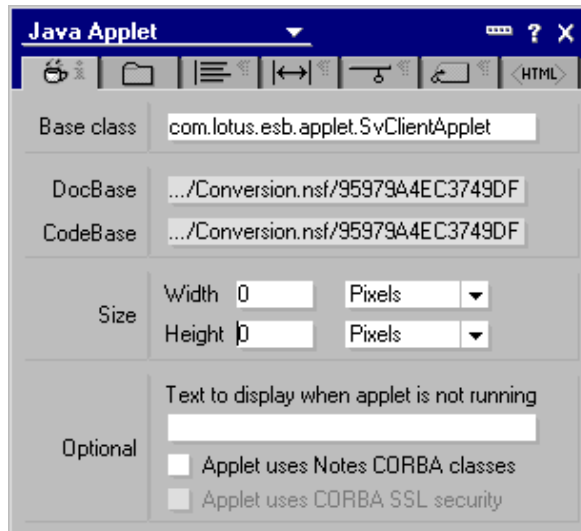 Java Applet ?
<HTML>
Base class com.lotus.esb.applet.SvClientApplet
DocBase .../Conversion.nsf/95979A4EC3749DF
CodeBase .../Conversion.nsf/95979A4EC3749DF
Size
Width 0 Pixels
Height 0 Pixels
Optional
Text to display when applet is not running
Applet uses Notes CORBA classes
Applet uses CORBA SSL security